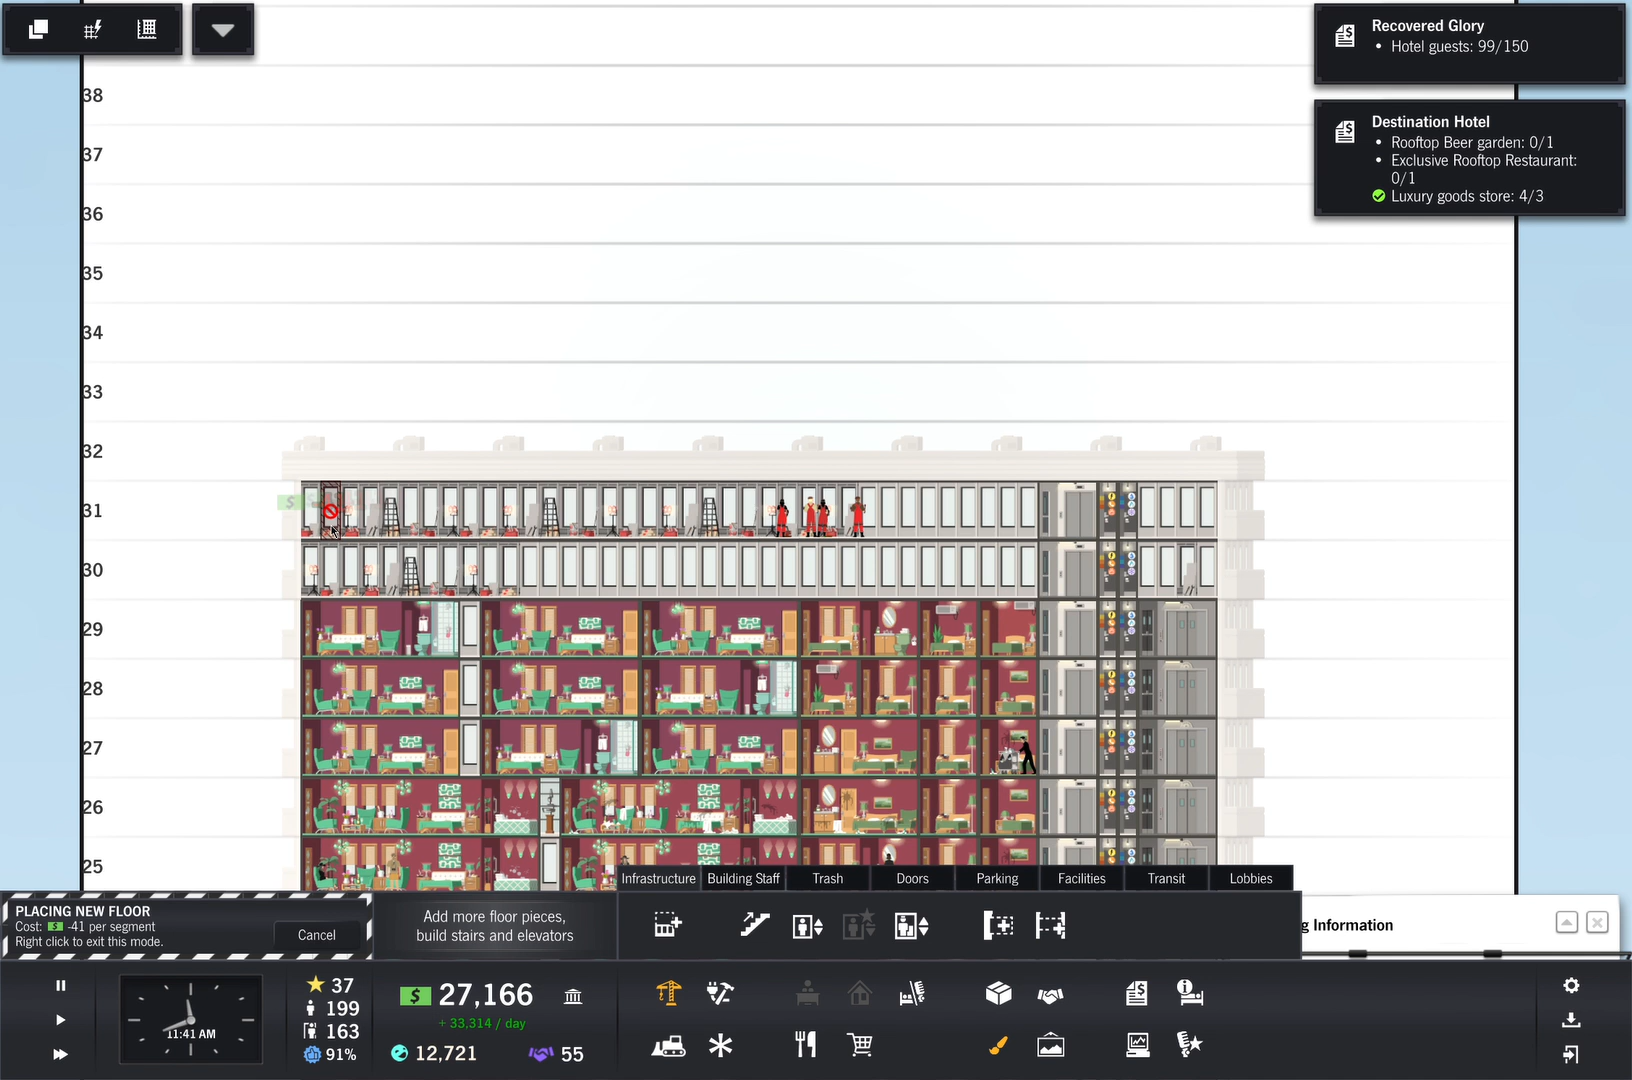 Recovered Glory
• Hotel guests: 99/150
Destination Hotel
• Rooftop Beer garden: 0/1
• Exclusive Rooftop Restaurant:
0/1
Luxury goods store: 4/3
38
37
36
35
34
33
32
31
30
29
28
27
26
25
Infrastructure
Building Staff
Trash
Doors
Parking
Facilities
Transit
Lobbies
PLACING NEW FLOOR
Cost: $ -41 per segment
Right click to exit this mode.
Cancel
Add more floor pieces,
build stairs and elevators
g Information
11:41 AM
37
199
163
91%
$ 27,166
+ 33,314 / day
12,721
55